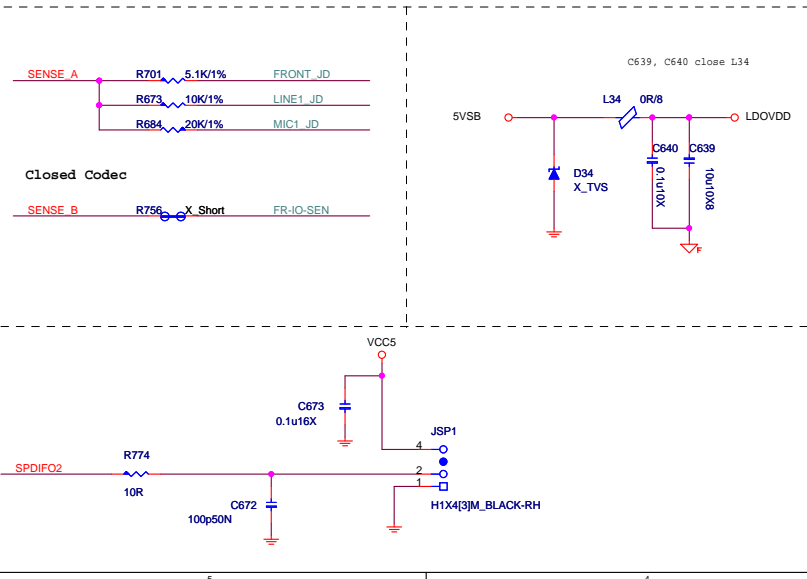 SENSE_A R701 5.1K/1% FRONT_JD
R673 10K/1% LINE1_JD
R684 20K/1% MIC1_JD
Closed Codec
SENSE_B R756 X_Short FR-IO-SEN
C639, C640 close L34
L34 0R/8
5VSB LDOVDD
C640 C639
D34
X_TVS
0.1u10X
10u10X8
F
VCC5
C673
0.1u16X
JSP1
4
R774
SPDIFO2
2
10R
1
C672
H1X4[3]M_BLACK-RH
100p50N